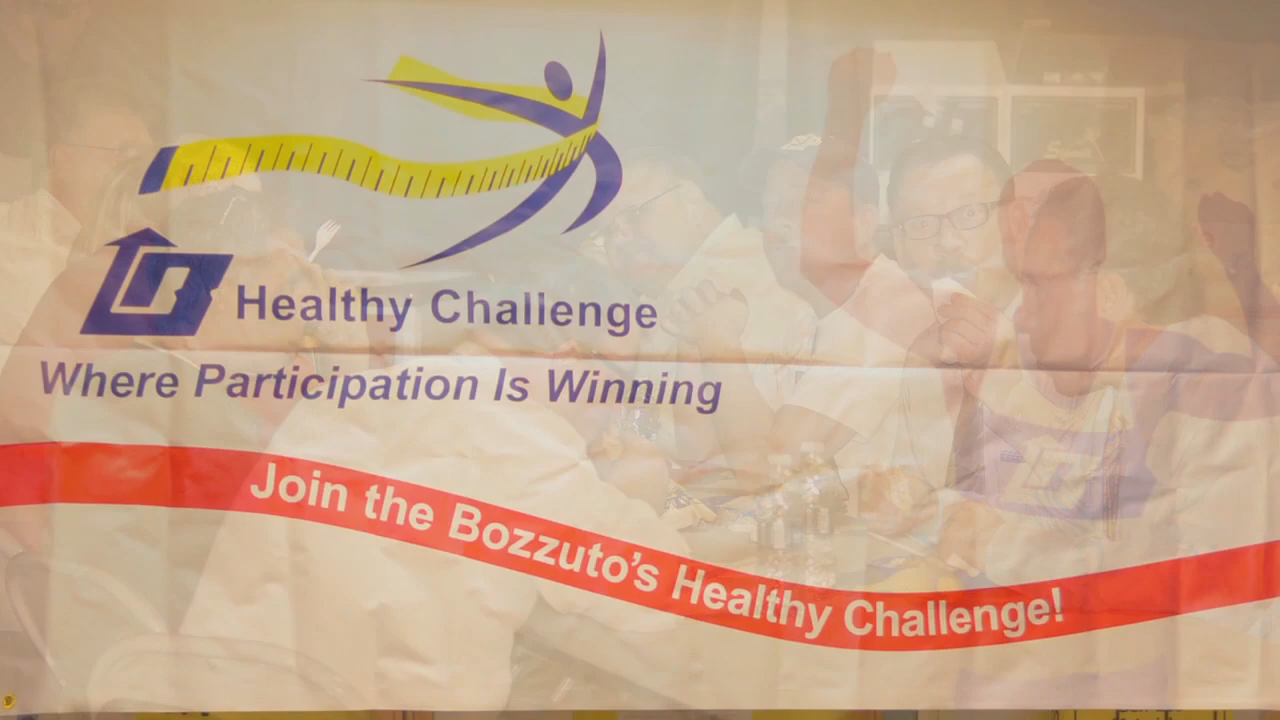 Healthy Challenge
Where Participation Is Winning
Join the Bozzuto's Healthy Challenge!